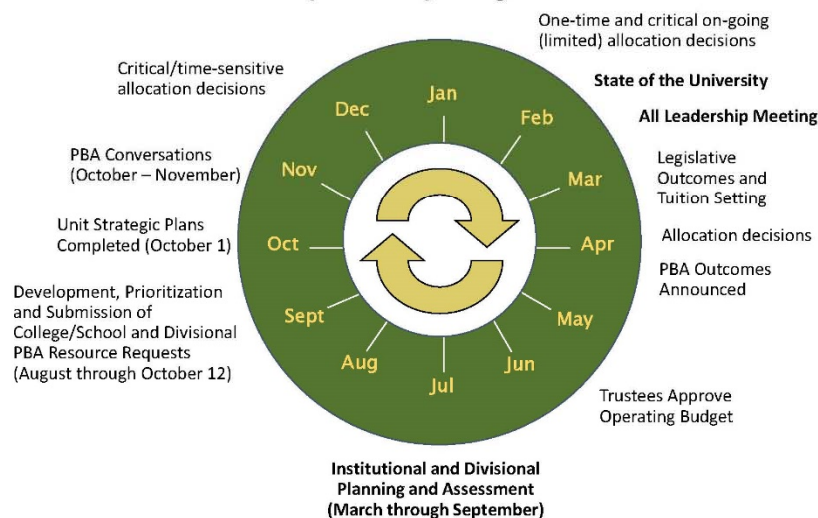 One-time and critical on-going
(limited) allocation decisions
State of the University
All Leadership Meeting
Legislative
Outcomes and
Tuition Setting
Allocation decisions
PBA Outcomes
Announced
Trustees Approve
Operating Budget
Institutional and Divisional
Planning and Assessment
(March through September)
Development, Prioritization
and Submission of
College/School and Divisional
PBA Resource Requests
(August through October 12)
Unit Strategic Plans
Completed (October 1)
PBA Conversations
(October – November)
Critical/time-sensitive
allocation decisions
Jan
Feb
Mar
Apr
May
Jun
Jul
Aug
Sept
Oct
Nov
Dec